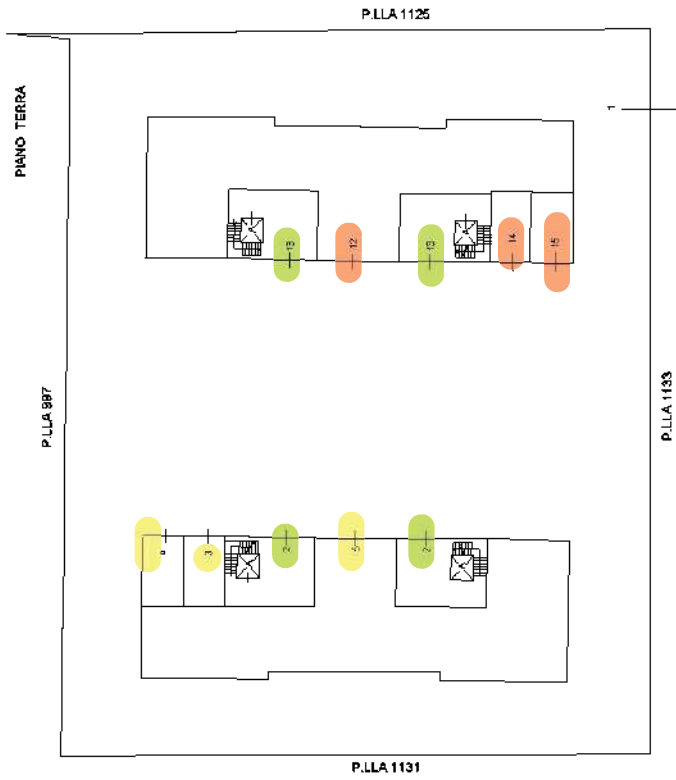 P.LLA 1125
PIANO TERRA
1
A
A
13
12
13
14
15
P.LLA 997
P.LLA 1133
3
2
5
2
A
A
P.LLA 1131